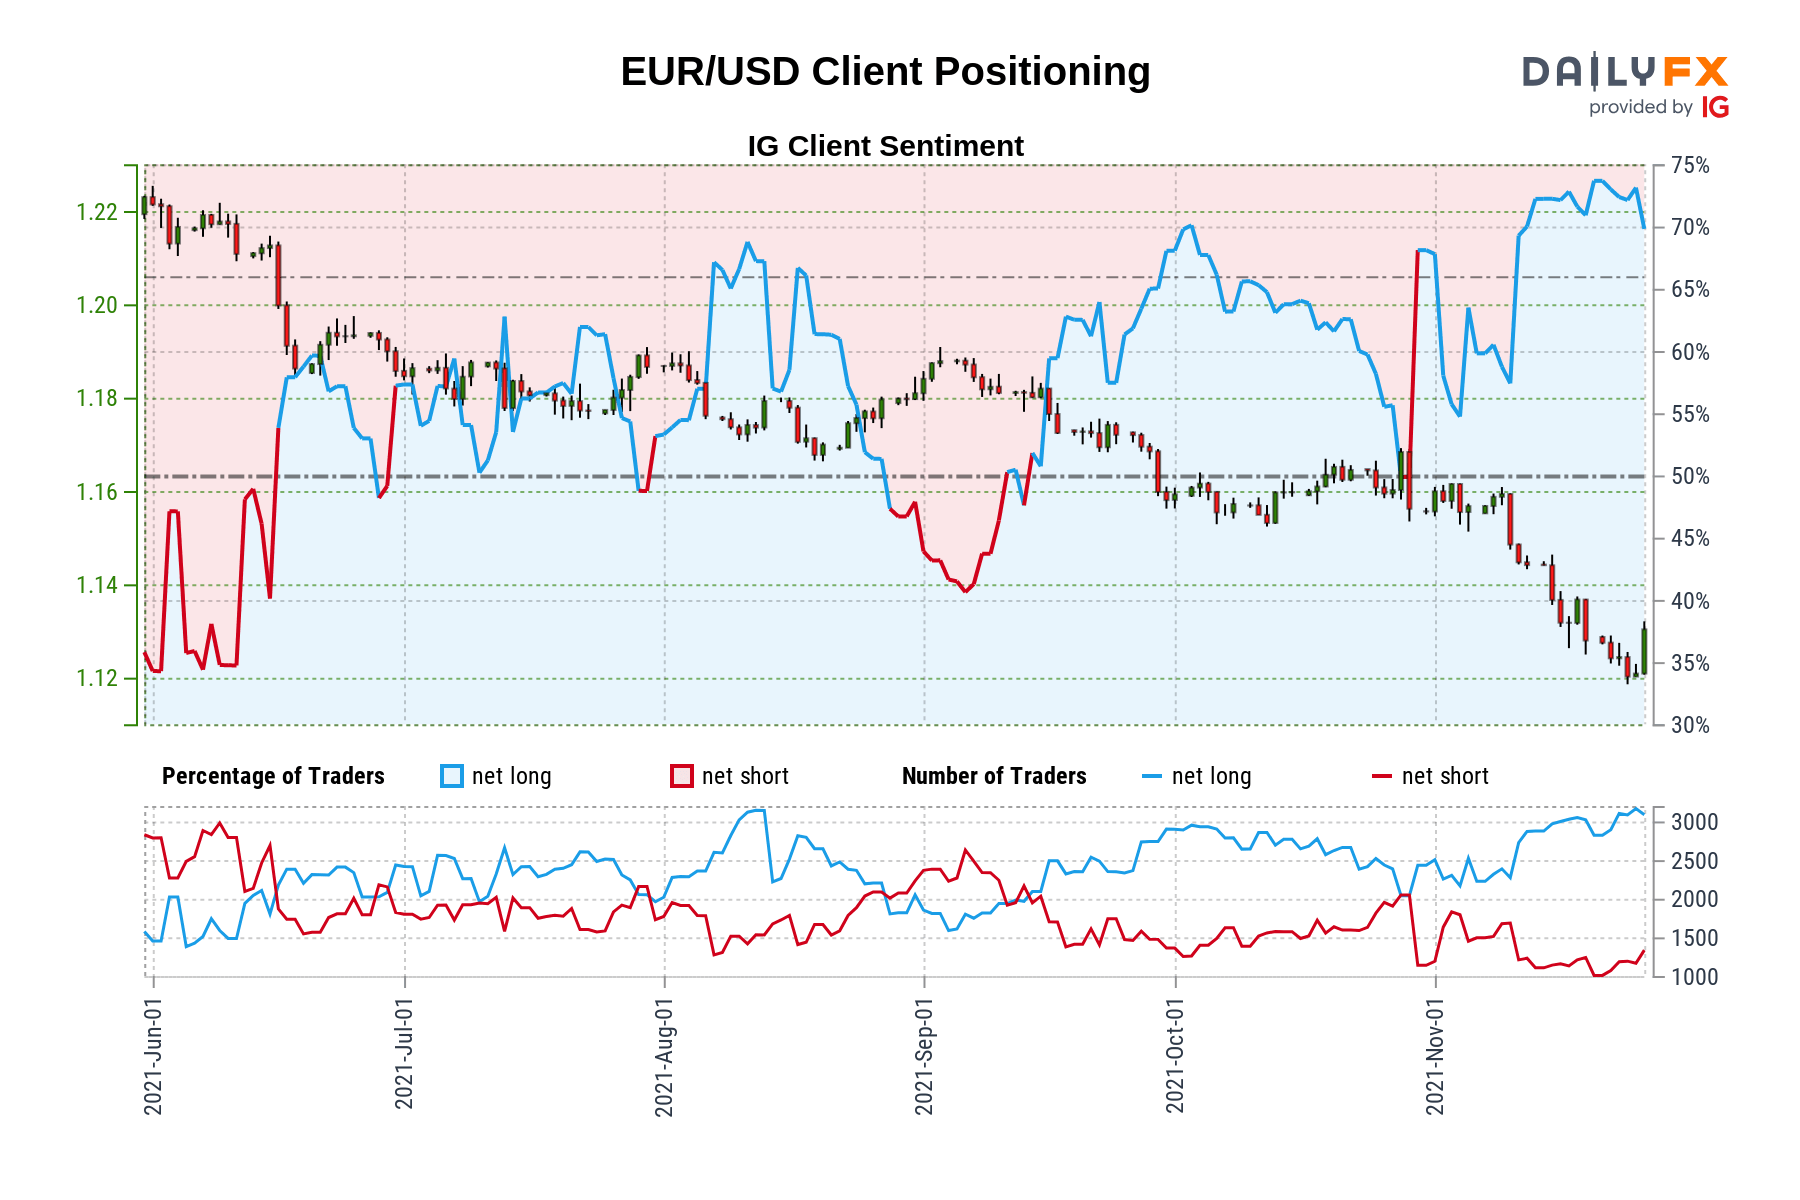 EUR/USD Client Positioning
DAILYFX
provided by IG
IG Client Sentiment
1.22
1.20
1.18
1.16
1.14
1.12
75%
70%
65%
60%
55%
50%
45%
40%
35%
30%
Percentage of Traders net long net short Number of Traders net long net short
3000
2500
2000
1500
1000
2021-Jun-01
2021-Jul-01
2021-Aug-01
2021-Sep-01
2021-Oct-01
2021-Nov-01